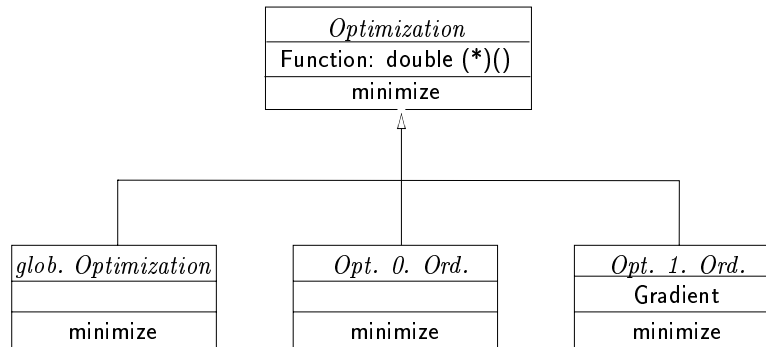 Optimization
Function: double (*)()
minimize
glob. Optimization
Opt. 0. Ord.
Opt. 1. Ord.
Gradient
minimize
minimize
minimize